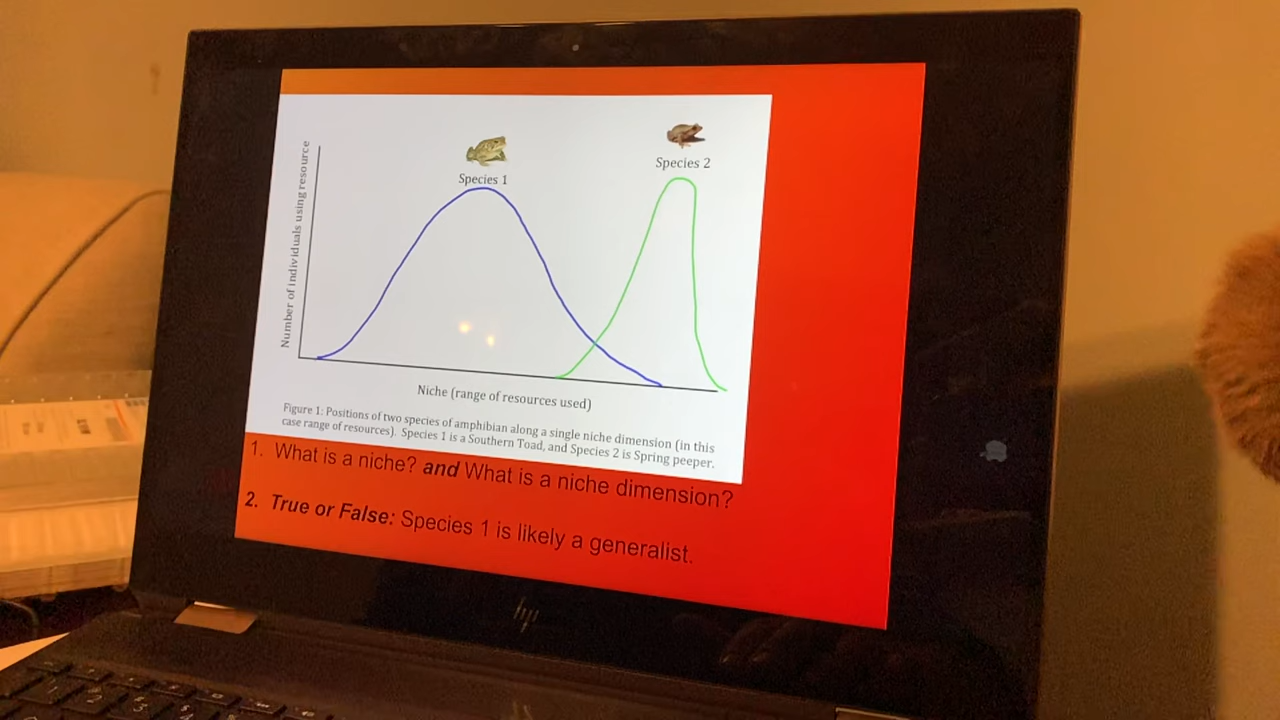 Species 1
Species 2
Number of individuals using resource
Niche (range of resources used)
Figure 1: Positions of two species of amphibian along a single niche dimension (in this
case range of resources). Species 1 is a Southern Toad, and Species 2 is Spring peeper.
1. What is a niche? and What is a niche dimension?
2. True or False: Species 1 is likely a generalist.
hp